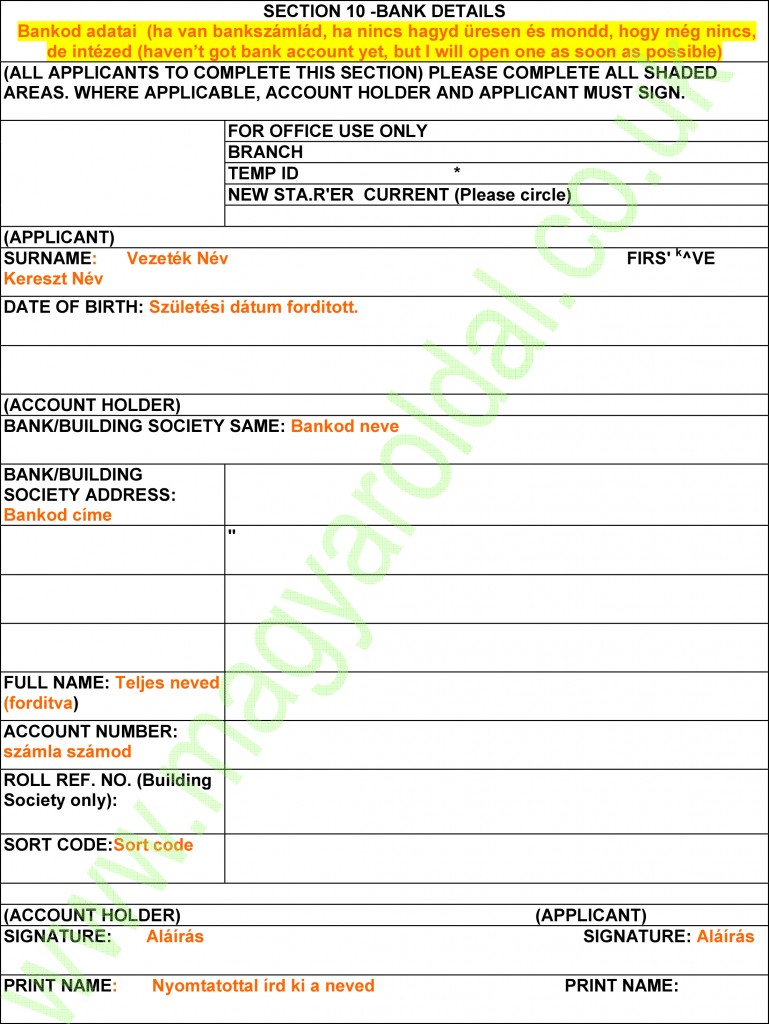 SECTION 10 -BANK DETAILS
Bankod adatai (ha van bankszámlád, ha nincs hagyd üresen és mondd, hogy még nincs,
de intézed (haven’t got bank account yet, but I will open one as soon as possible)
(ALL APPLICANTS TO COMPLETE THIS SECTION) PLEASE COMPLETE ALL SHADED
AREAS. WHERE APPLICABLE, ACCOUNT HOLDER AND APPLICANT MUST SIGN.
FOR OFFICE USE ONLY
BRANCH
TEMP ID *
NEW STA.R'ER CURRENT (Please circle)
(APPLICANT)
SURNAME: Vezeték Név FIRS' k^VE
Kereszt Név
DATE OF BIRTH: Születési dátum forditott.
(ACCOUNT HOLDER)
BANK/BUILDING SOCIETY SAME: Bankod neve
BANK/BUILDING
SOCIETY ADDRESS:
Bankod címe
"
FULL NAME: Teljes neved
(forditva)
ACCOUNT NUMBER:
számla számod
ROLL REF. NO. (Building
Society only):
SORT CODE:Sort code
(ACCOUNT HOLDER) (APPLICANT)
SIGNATURE: Aláírás SIGNATURE: Aláírás
PRINT NAME: Nyomtatottal írd ki a neved PRINT NAME:
www.magyaroldal.co.uk